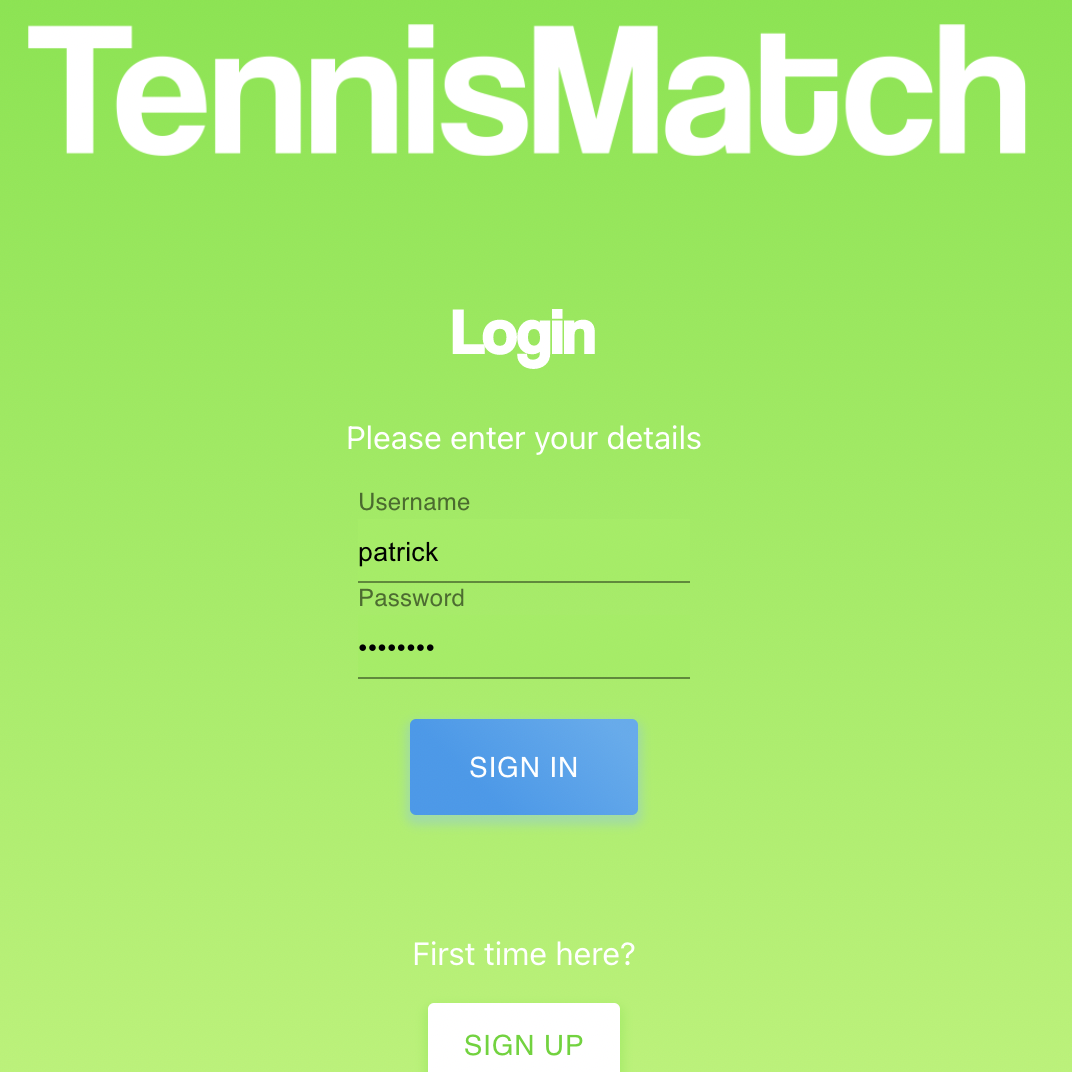 TennisMatch
Login
Please enter your details
Username
patrick
Password
••••••••
SIGN IN
First time here?
SIGN UP